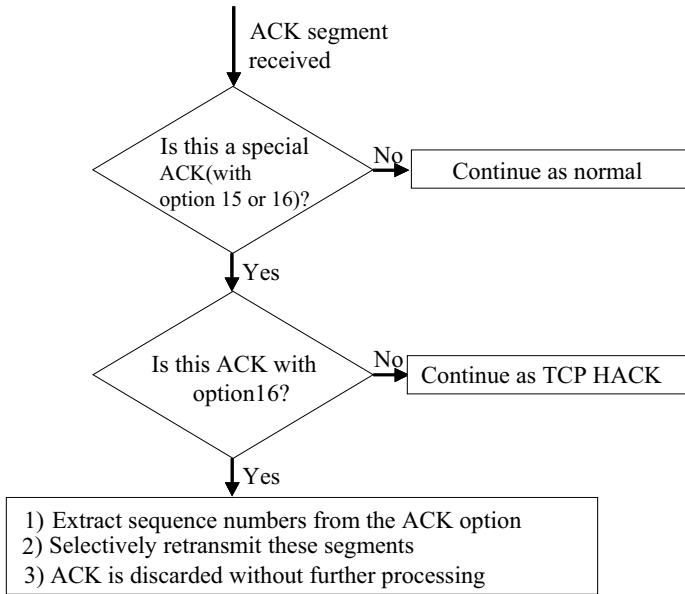 ACK segment
received
Is this a special
ACK(with
option 15 or 16)?
No
Continue as normal
Yes
Is this ACK with
option16?
No
Continue as TCP HACK
Yes
1) Extract sequence numbers from the ACK option
2) Selectively retransmit these segments
3) ACK is discarded without further processing